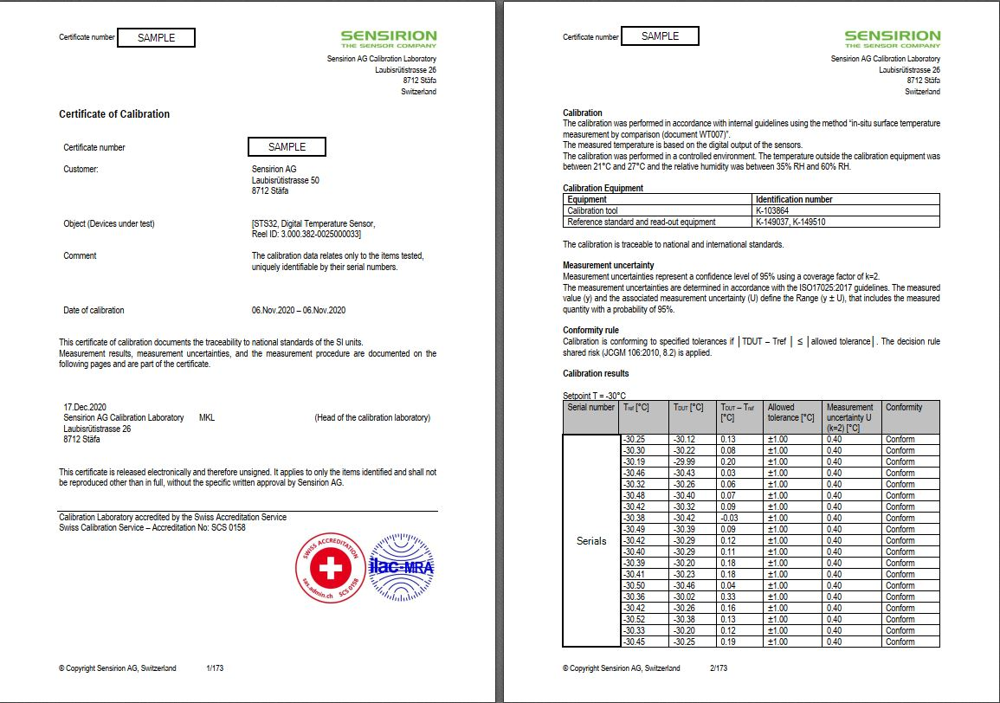 Certificate number SAMPLE
SENSIRION
THE SENSOR COMPANY
Sensirion AG Calibration Laboratory
Laubisrütistrasse 26
8712 Stäfa
Switzerland
Certificate of Calibration
Certificate number SAMPLE
Customer: Sensirion AG
Laubisrütistrasse 50
8712 Stäfa
Object (Devices under test) [STS32, Digital Temperature Sensor,
Reel ID: 3.000.382-0025000033]
Comment The calibration data relates only to the items tested,
uniquely identifiable by their serial numbers.
Date of calibration 06.Nov.2020 – 06.Nov.2020
This certificate of calibration documents the traceability to national standards of the SI units.
Measurement results, measurement uncertainties, and the measurement procedure are documented on the
following pages and are part of the certificate.
17.Dec.2020
Sensirion AG Calibration Laboratory MKL (Head of the calibration laboratory)
Laubisrütistrasse 26
8712 Stäfa
This certificate is released electronically and therefore unsigned. It applies to only the items identified and shall not
be reproduced other than in full, without the specific written approval by Sensirion AG.
Calibration Laboratory accredited by the Swiss Accreditation Service
Swiss Calibration Service – Accreditation No: SCS 0158
SWISS ACCREDITATION
sas.admin.ch SCS 0158
ilac-MRA
© Copyright Sensirion AG, Switzerland 1/173
Certificate number SAMPLE
SENSIRION
THE SENSOR COMPANY
Sensirion AG Calibration Laboratory
Laubisrütistrasse 26
8712 Stäfa
Switzerland
Calibration
The calibration was performed in accordance with internal guidelines using the method “in-situ surface temperature
measurement by comparison (document WT007)”.
The measured temperature is based on the digital output of the sensors.
The calibration was performed in a controlled environment. The temperature outside the calibration equipment was
between 21°C and 27°C and the relative humidity was between 35% RH and 60% RH.
Calibration Equipment
Equipment Identification number
Calibration tool K-103864
Reference standard and read-out equipment K-149037, K-149510
The calibration is traceable to national and international standards.
Measurement uncertainty
Measurement uncertainties represent a confidence level of 95% using a coverage factor of k=2.
The measurement uncertainties are determined in accordance with the ISO17025:2017 guidelines. The measured
value (y) and the associated measurement uncertainty (U) define the Range (y ± U), that includes the measured
quantity with a probability of 95%.
Conformity rule
Calibration is conforming to specified tolerances if │TDUT – Tref │ ≤ │allowed tolerance│. The decision rule
shared risk (JCGM 106:2010, 8.2) is applied.
Calibration results
Setpoint T = -30°C
Serial number Tref [°C] TDUT [°C] TDUT – Tref Allowed Measurement Conformity
[°C] tolerance [°C] uncertainty U
(k=2) [°C]
-30.25 -30.12 0.13 ±1.00 0.40 Conform
-30.30 -30.22 0.08 ±1.00 0.40 Conform
-30.19 -29.99 0.20 ±1.00 0.40 Conform
-30.46 -30.43 0.03 ±1.00 0.40 Conform
-30.32 -30.26 0.06 ±1.00 0.40 Conform
-30.48 -30.40 0.07 ±1.00 0.40 Conform
-30.42 -30.32 0.09 ±1.00 0.40 Conform
-30.38 -30.42 -0.03 ±1.00 0.40 Conform
-30.49 -30.39 0.09 ±1.00 0.40 Conform
Serials -30.42 -30.29 0.12 ±1.00 0.40 Conform
-30.40 -30.29 0.11 ±1.00 0.40 Conform
-30.39 -30.20 0.18 ±1.00 0.40 Conform
-30.41 -30.23 0.18 ±1.00 0.40 Conform
-30.50 -30.46 0.04 ±1.00 0.40 Conform
-30.36 -30.02 0.33 ±1.00 0.40 Conform
-30.42 -30.26 0.16 ±1.00 0.40 Conform
-30.52 -30.38 0.13 ±1.00 0.40 Conform
-30.33 -30.20 0.12 ±1.00 0.40 Conform
-30.45 -30.25 0.19 ±1.00 0.40 Conform
© Copyright Sensirion AG, Switzerland 2/173